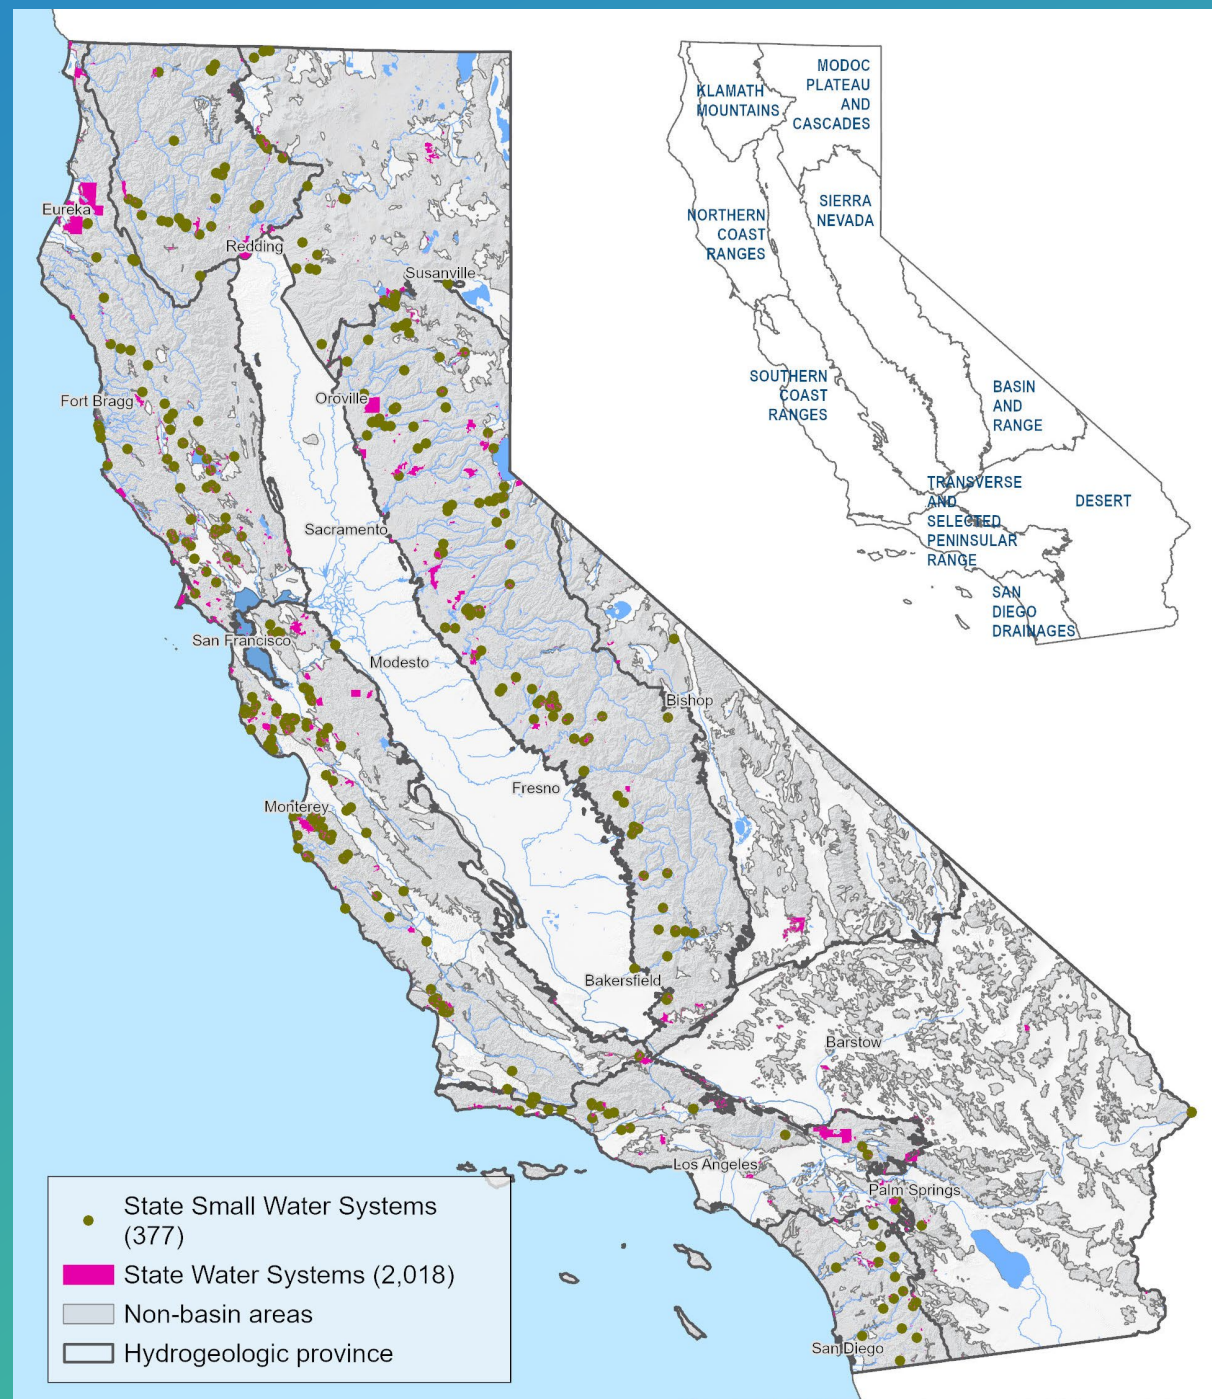 KLAMATH
MOUNTAINS
MODOC
PLATEAU
AND
CASCADES
SIERRA
NEVADA
NORTHERN
COAST
RANGES
SOUTHERN
COAST
RANGES
BASIN
AND
RANGE
TRANSVERSE
AND
SELECTED
PENINSULAR
RANGE
DESERT
SAN
DIEGO
DRAINAGES
Eureka
Redding
Susanville
Fort Bragg
Oroville
Sacramento
San Francisco
Modesto
Bishop
Fresno
Monterey
Bakersfield
Barstow
Los Angeles
Palm Springs
San Diego
State Small Water Systems
(377)
State Water Systems (2,018)
Non-basin areas
Hydrogeologic province